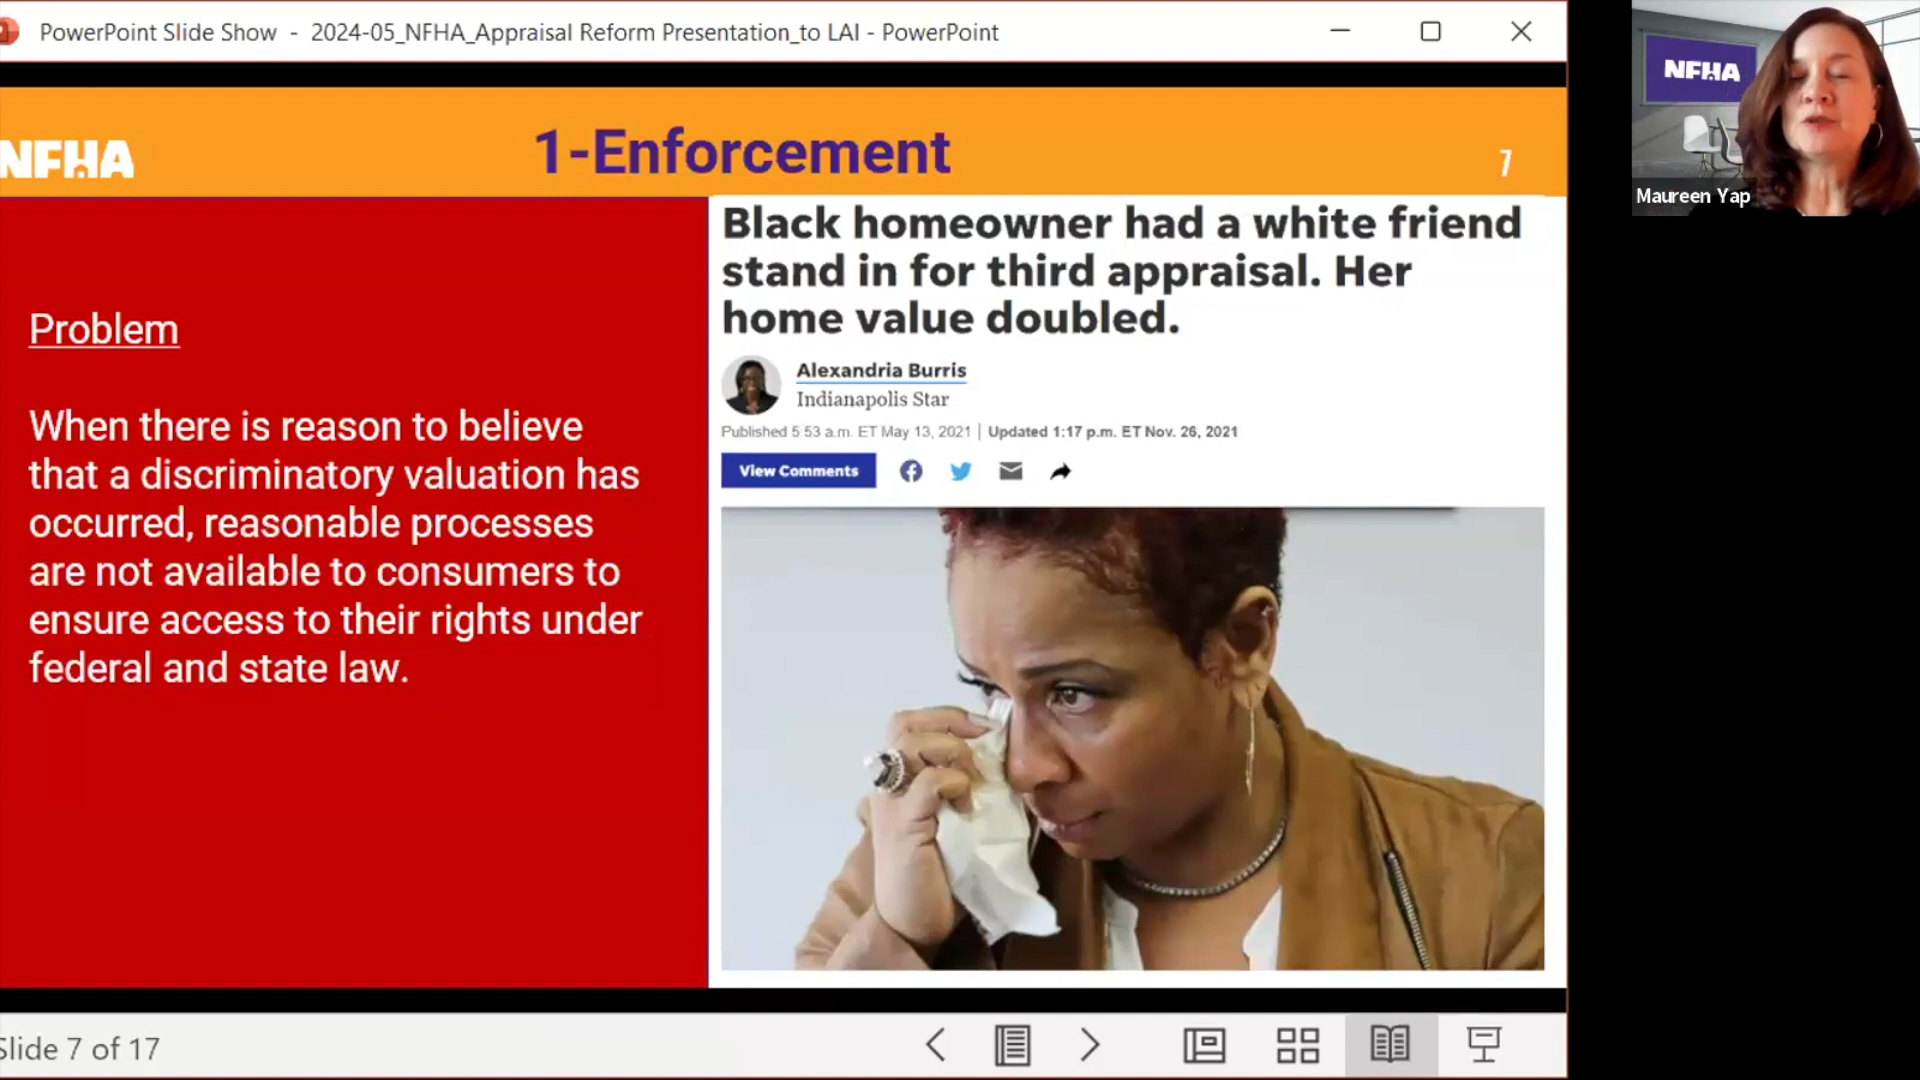 PowerPoint Slide Show - 2024-05_NFHA_Appraisal Reform Presentation_to LAI - PowerPoint
NFHA
1-Enforcement
7
Problem
When there is reason to believe
that a discriminatory valuation has
occurred, reasonable processes
are not available to consumers to
ensure access to their rights under
federal and state law.
Black homeowner had a white friend
stand in for third appraisal. Her
home value doubled.
Alexandria Burris
Indianapolis Star
Published 5:53 a.m. ET May 13, 2021 | Updated 1:17 p.m. ET Nov. 26, 2021
View Comments
Slide 7 of 17
NFHA
Maureen Yap